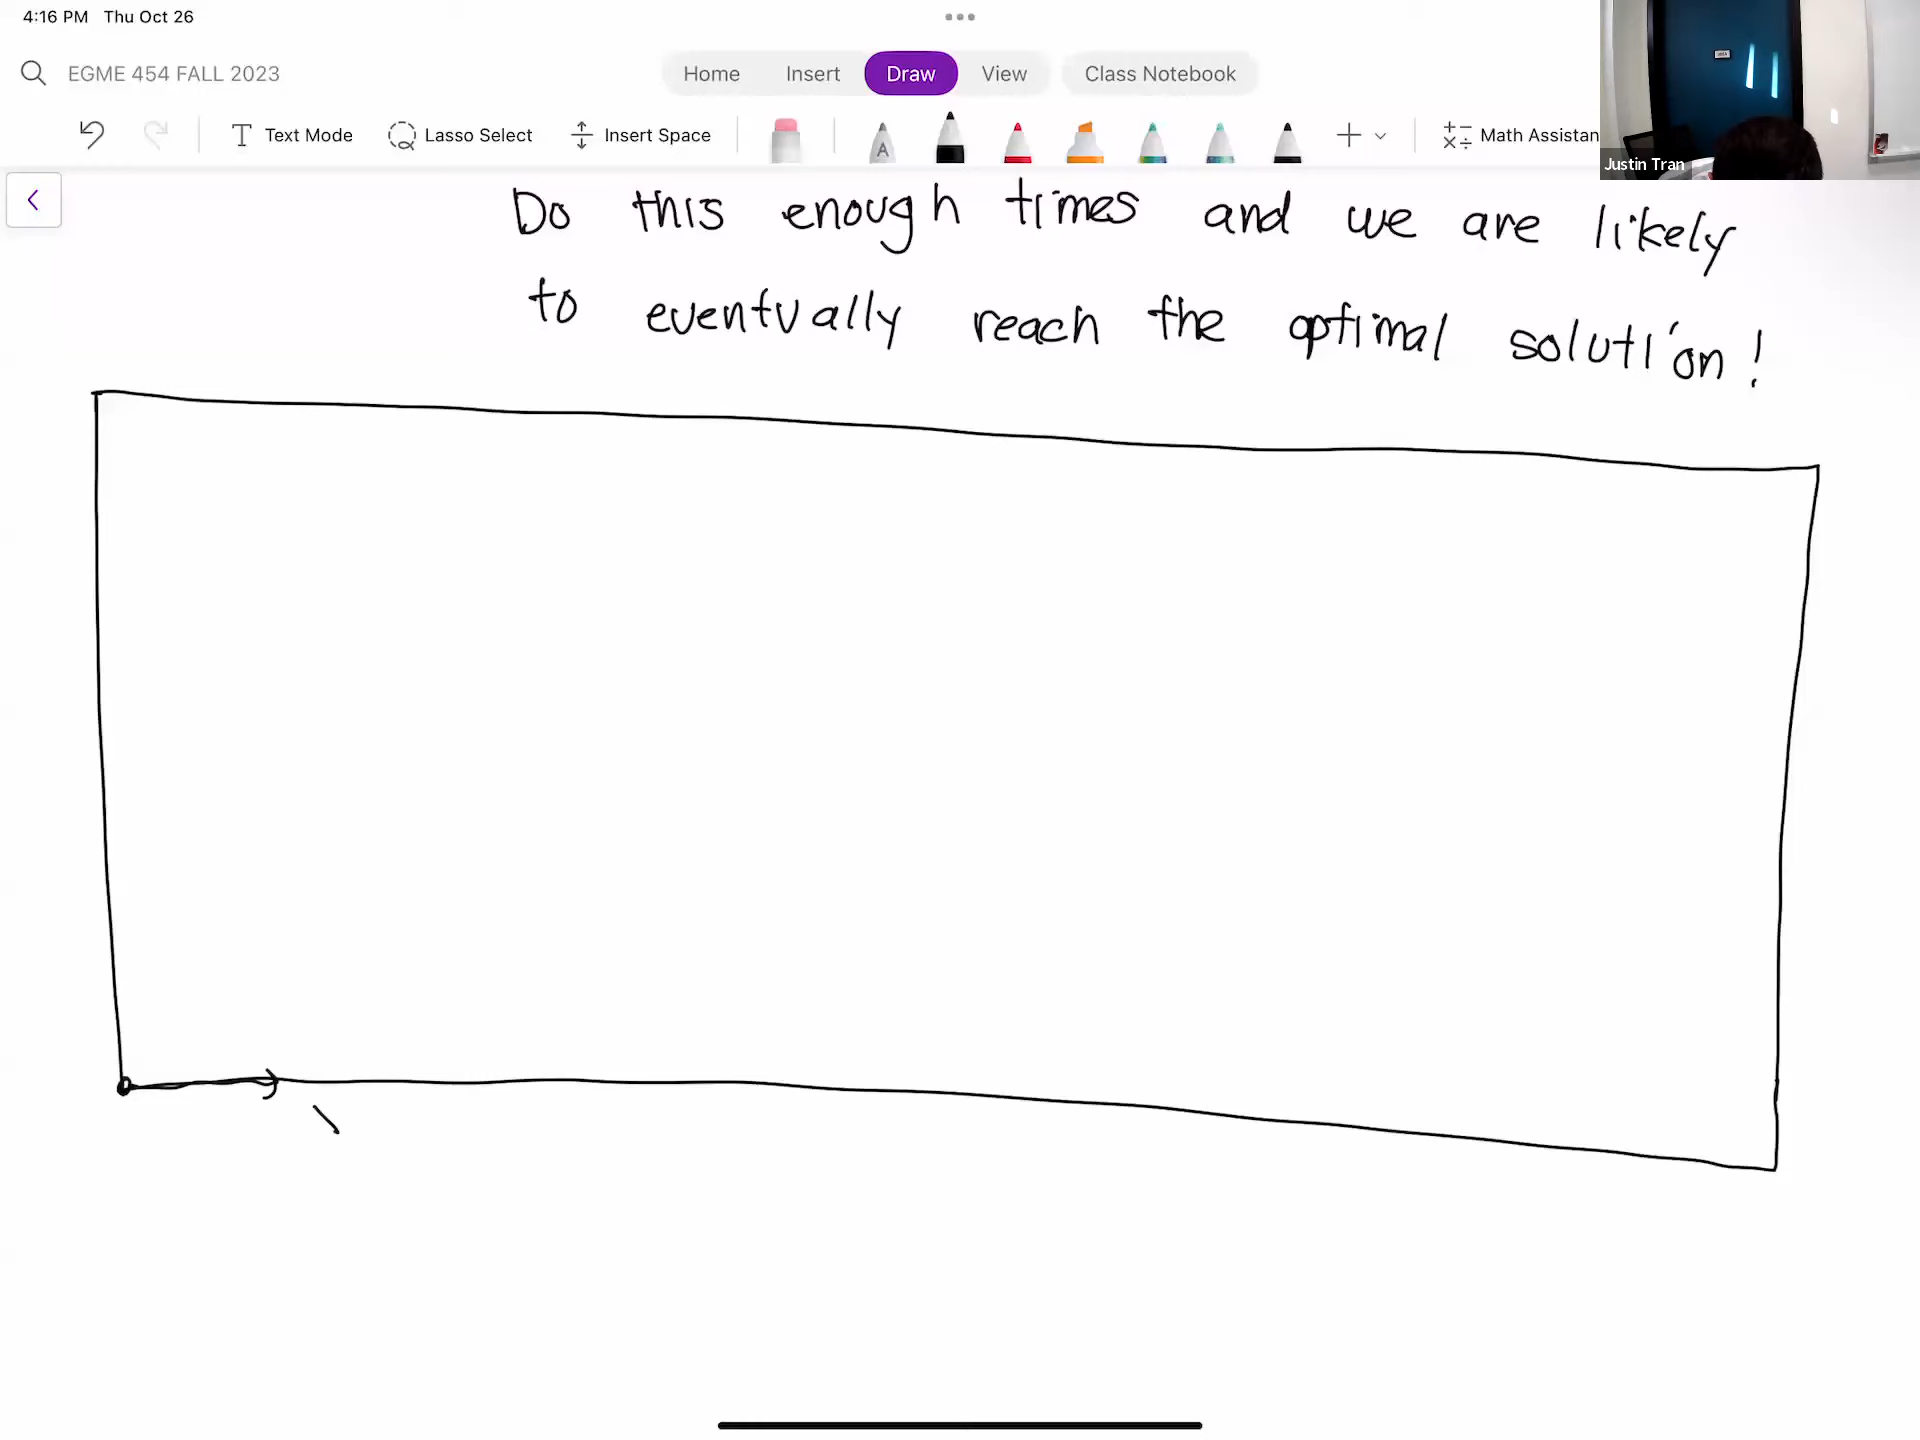 4:16 PM Thu Oct 26
EGME 454 FALL 2023
Home Insert Draw View Class Notebook
Text Mode Lasso Select Insert Space A Math Assistan
Justin Tran
Do this enough times and we are likely
to eventually reach the optimal solution!